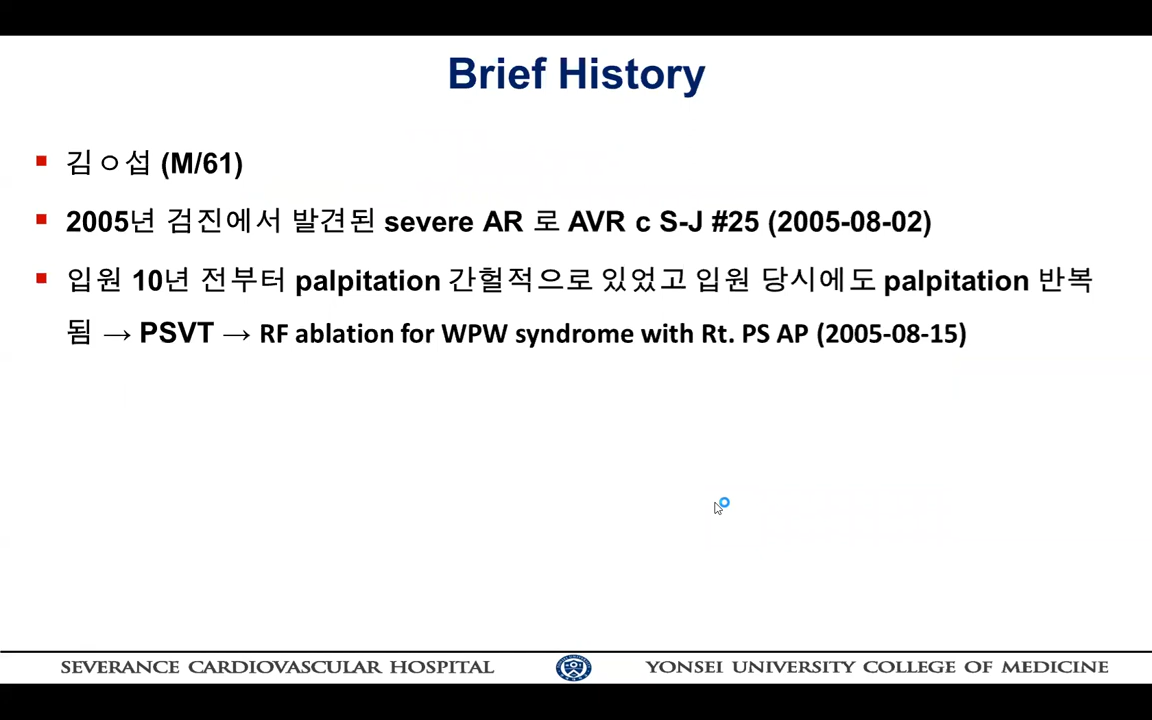 Brief History
김ㅇ섭 (M/61)
2005년 검진에서 발견된 severe AR 로 AVR c S-J #25 (2005-08-02)
입원 10년 전부터 palpitation 간헐적으로 있었고 입원 당시에도 palpitation 반복
됨 → PSVT → RF ablation for WPW syndrome with Rt. PS AP (2005-08-15)
SEVERANCE CARDIOVASCULAR HOSPITAL
YONSEI UNIVERSITY COLLEGE OF MEDICINE